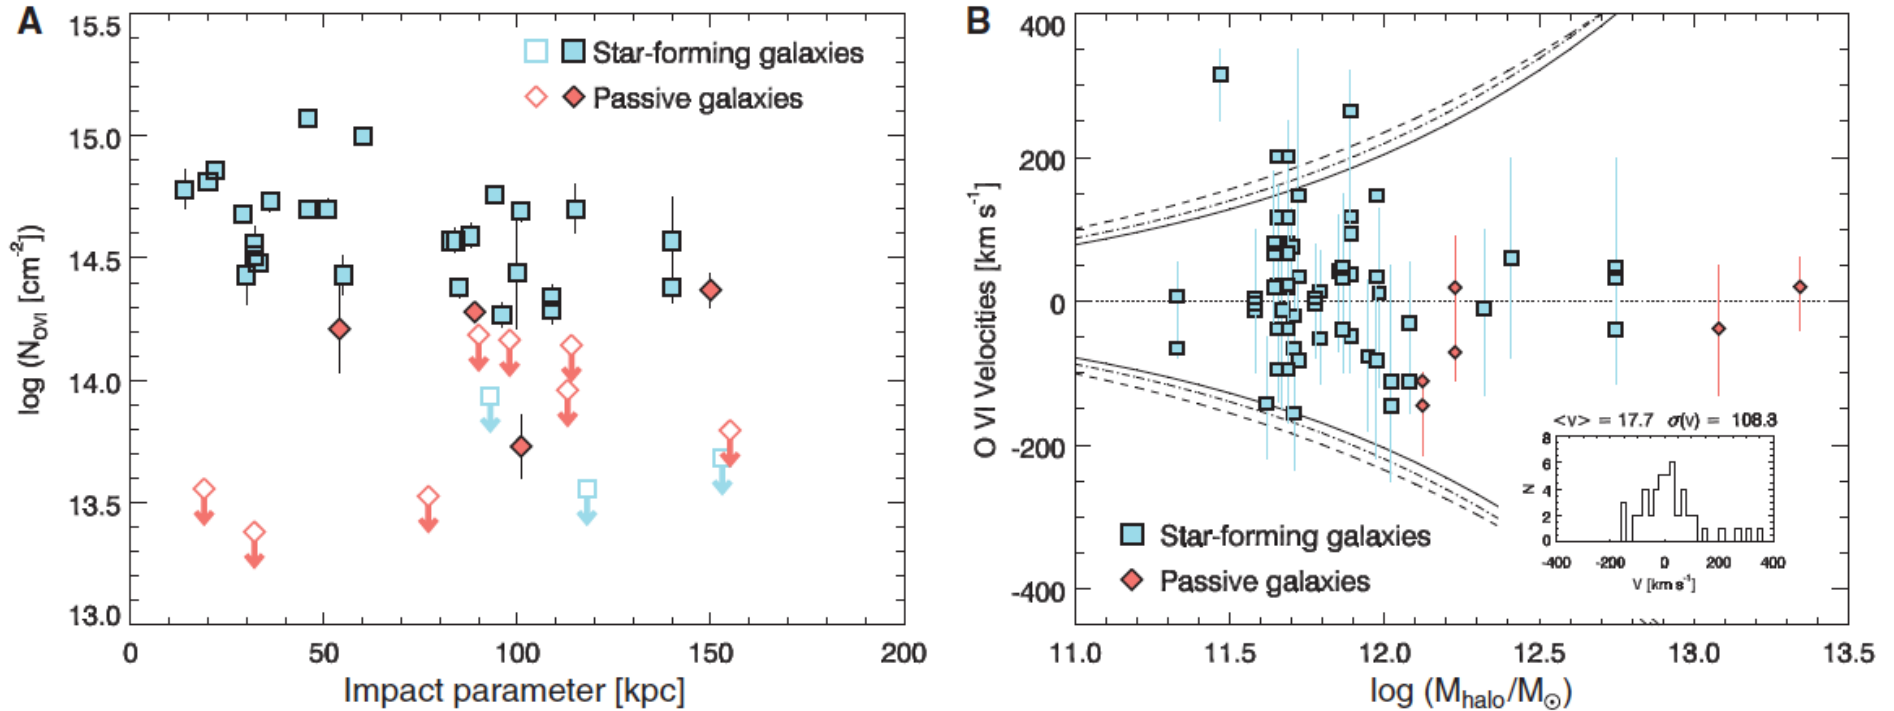 A
15.5
15.0
14.5
14.0
13.5
13.0
log (N_OVI [cm^-2])
Star-forming galaxies
Passive galaxies
0 50 100 150 200
Impact parameter [kpc]
B
400
200
0
-200
-400
O VI Velocities [km s^-1]
<v> = 17.7 σ(v) = 108.3
8
6
4
2
0
N
-400 -200 0 200 400
V [km s^-1]
Star-forming galaxies
Passive galaxies
11.0 11.5 12.0 12.5 13.0 13.5
log (M_halo/M_⊙)